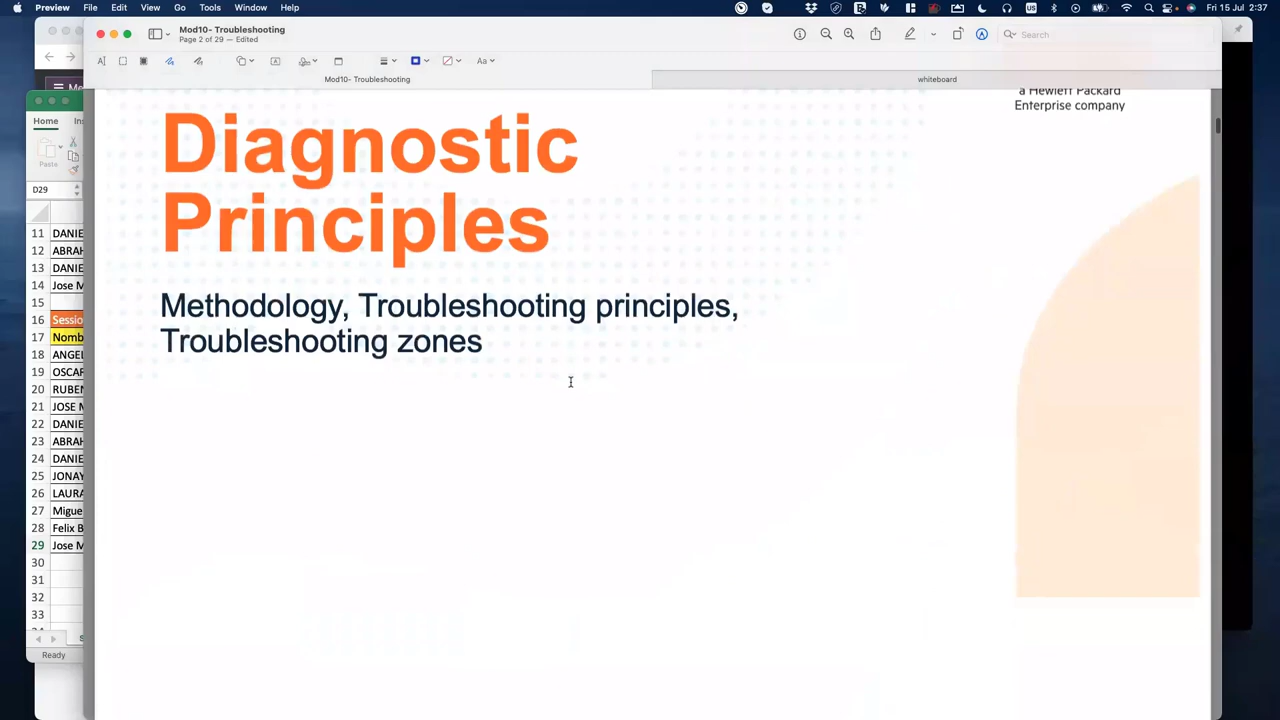 Preview File Edit View Go Tools Window Help
Fri 15 Jul 2:37
Mod10- Troubleshooting
Page 2 of 29 — Edited
Search
Mod10- Troubleshooting
whiteboard
a Hewlett Packard
Enterprise company
Diagnostic
Principles
Methodology, Troubleshooting principles,
Troubleshooting zones
Home
Paste
D29
11 DANIE
12 ABRAH
13 DANIE
14 Jose M
15
16 Sessio
17 Nomb
18 ANGEL
19 OSCAR
20 RUBEN
21 JOSE M
22 DANIE
23 ABRAH
24 DANIE
25 JONAY
26 LAURA
27 Migue
28 Felix B
29 Jose M
30
31
32
33
Ready